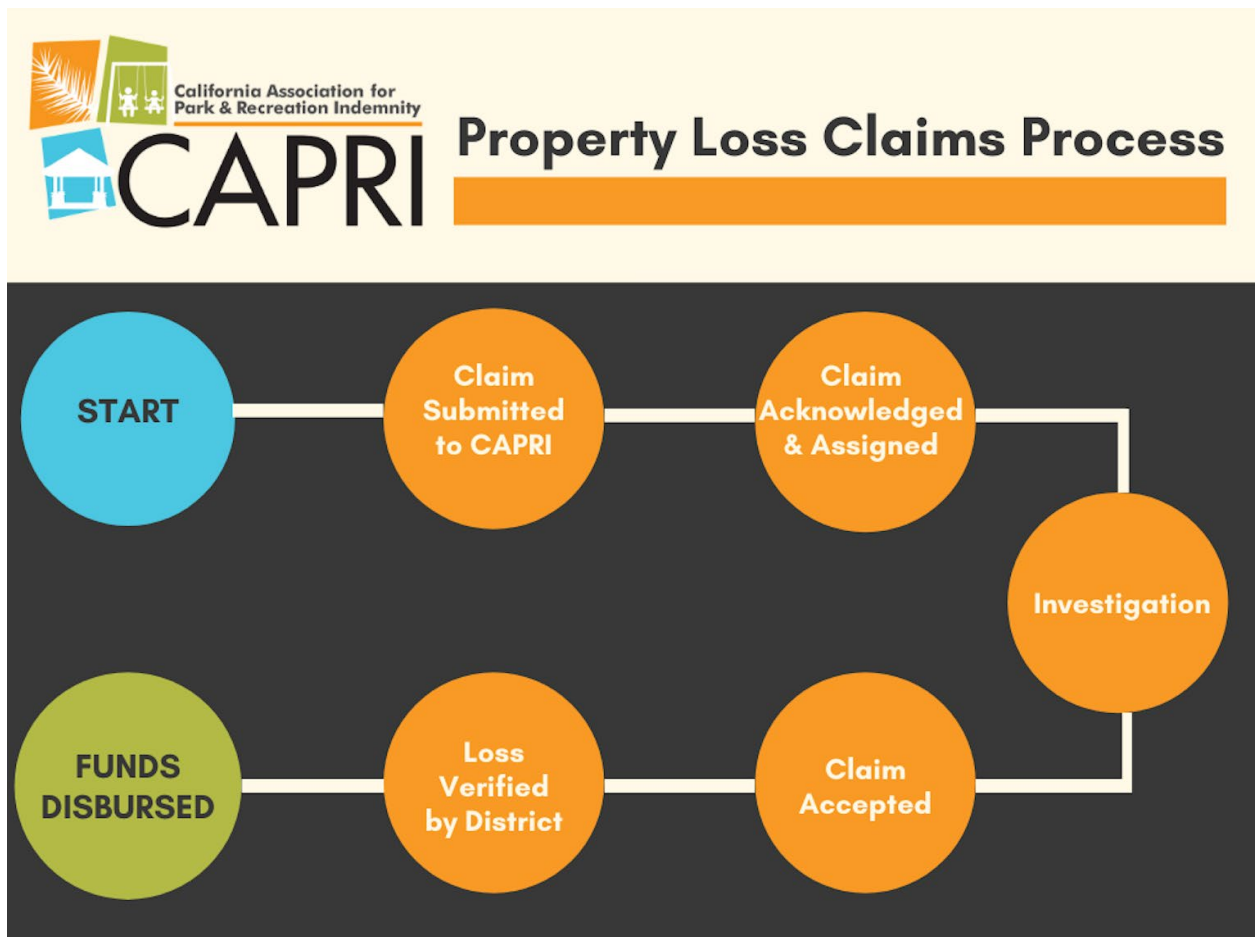 California Association for
Park & Recreation Indemnity
CAPRI
Property Loss Claims Process
START
Claim
Submitted
to CAPRI
Claim
Acknowledged
& Assigned
Investigation
Claim
Accepted
Loss
Verified
by District
FUNDS
DISBURSED